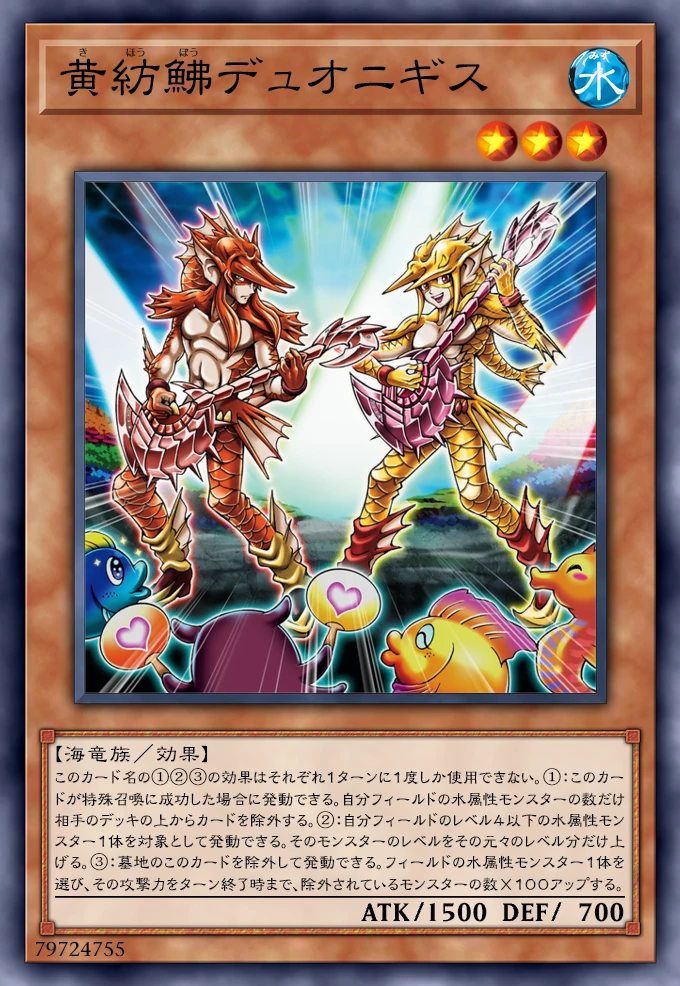 黄紡鮄デュオニギス
き ほう ぼう
水
みず
【海竜族／効果】
このカード名の①②③の効果はそれぞれ1ターンに1度しか使用できない。①：このカー
ドが特殊召喚に成功した場合に発動できる。自分フィールドの水属性モンスターの数だけ
相手のデッキの上からカードを除外する。②：自分フィールドのレベル4以下の水属性モン
スター1体を対象として発動できる。そのモンスターのレベルをその元々のレベル分だけ上
げる。③：墓地のこのカードを除外して発動できる。フィールドの水属性モンスター1体を
選び、その攻撃力をターン終了時まで、除外されているモンスターの数×100アップする。
ATK/1500 DEF/ 700
79724755